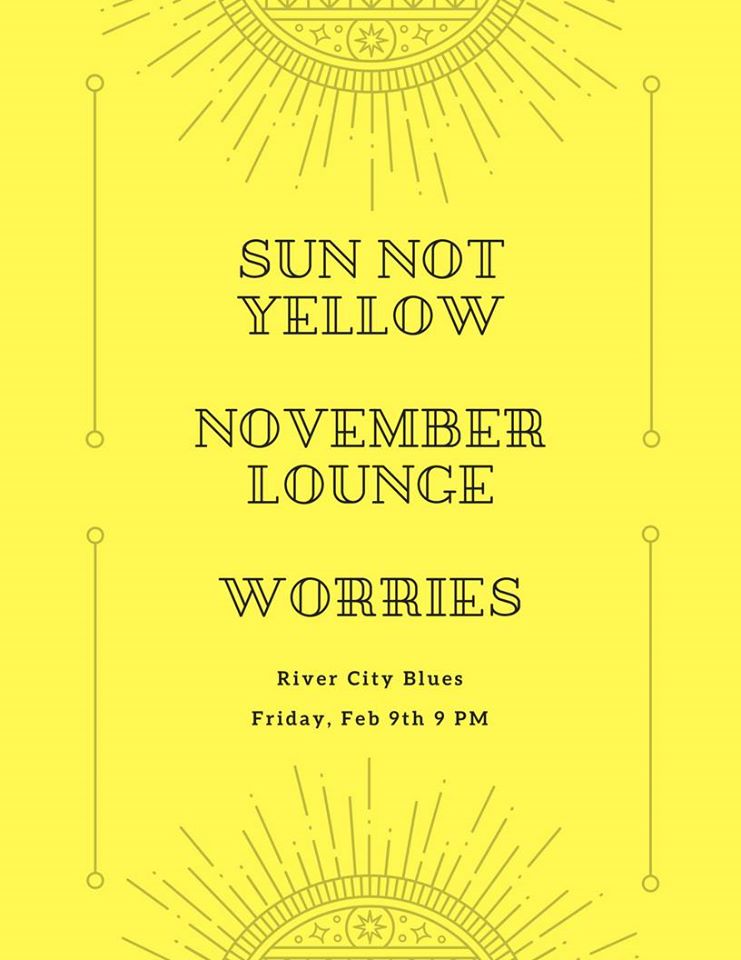 SUN NOT
YELLOW
NOVEMBER
LOUNGE
WORRIES
River City Blues
Friday, Feb 9th 9 PM